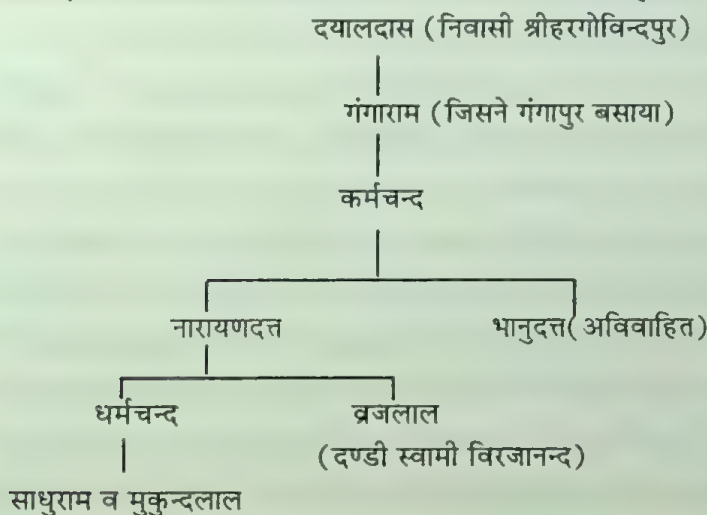 दयालदास (निवासी श्रीहरगोविन्दपुर)
गंगाराम (जिसने गंगापुर बसाया)
कर्मचन्द
नारायणदत्त भानुदत्त( अविवाहित)
धर्मचन्द व्रजलाल
(दण्डी स्वामी विरजानन्द)
साधुराम व मुकुन्दलाल